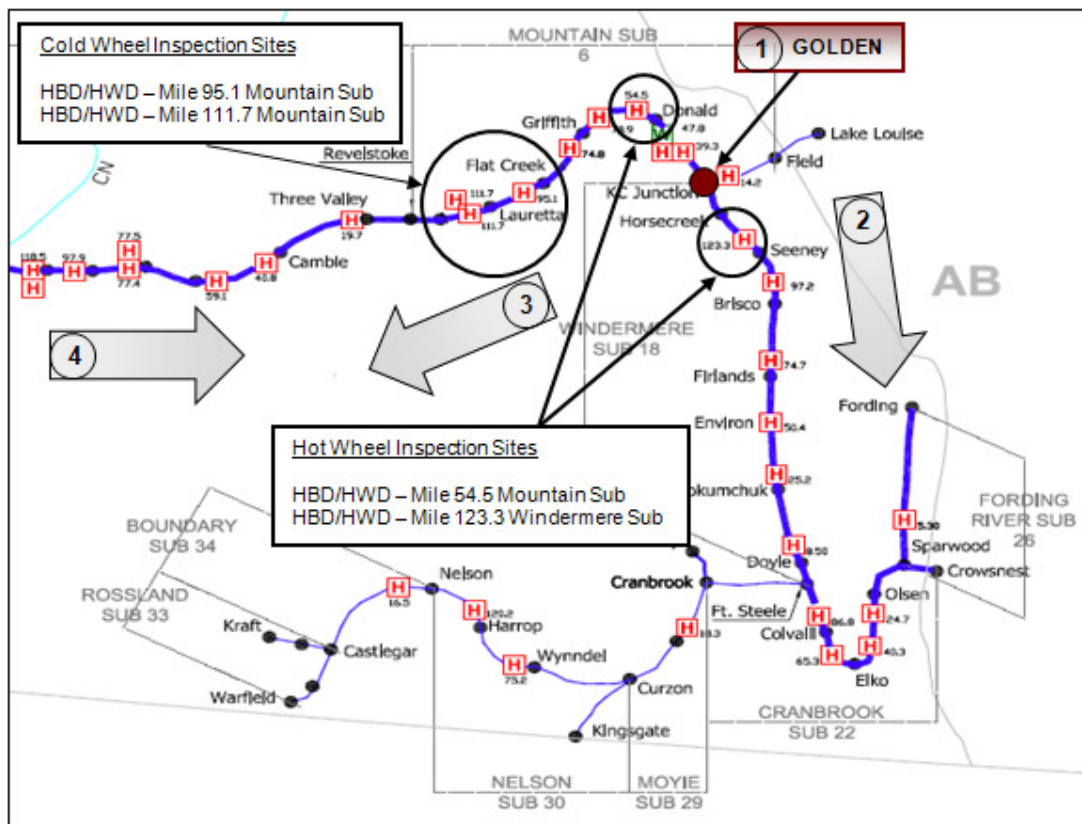 Cold Wheel Inspection Sites
HBD/HWD – Mile 95.1 Mountain Sub
HBD/HWD – Mile 111.7 Mountain Sub
MOUNTAIN SUB
6
1
GOLDEN
54.5
H
Donald
47.8
H
H
39.3
Lake Louise
Field
H
14.2
Griffith
H
H
74.8
Revelstoke
CN
Flat Creek
H
95.1
KC Junction
H
111.7
H
111.7
Lauretta
Three Valley
H
19.7
Horsecreek
123.3
H
Seeney
2
77.5
H
H
77.4
118.5
H
H
97.9
H
H
59.1
H
40.8
Camble
H
97.2
Brisco
AB
3
4
WINDERMERE
SUB 18
H
74.7
Firlands
Fording
Environ
H
50.4
Hot Wheel Inspection Sites
HBD/HWD – Mile 54.5 Mountain Sub
HBD/HWD – Mile 123.3 Windermere Sub
H
25.2
okumchuk
FORDING
RIVER SUB
26
H
5.30
BOUNDARY
SUB 34
H
8.50
Doyle
Sparwood
Crowsnest
Nelson
Cranbrook
ROSSLAND
SUB 33
H
16.5
Ft. Steele
Olsen
H
120.2
Harrop
H
24.7
Kraft
Castlegar
H
Colvalli
H
86.8
H
65.3
H
40.3
Elko
H
75.2
Wynndel
Warfield
Curzon
Kingsgate
CRANBROOK
SUB 22
NELSON
SUB 30
MOYIE
SUB 29